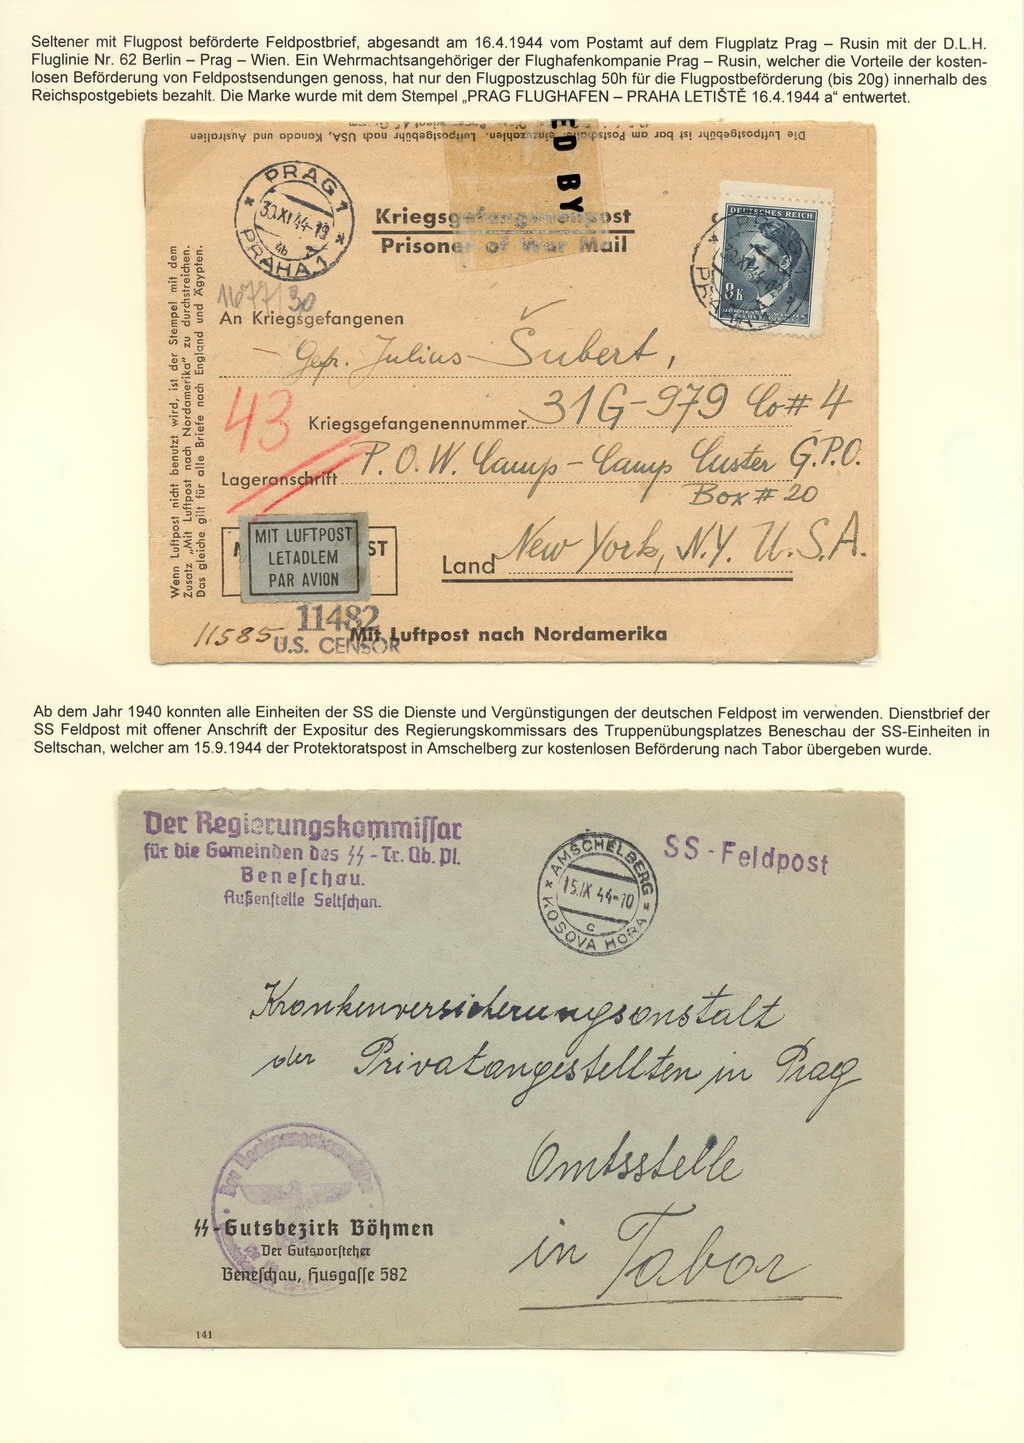 Seltener mit Flugpost beförderte Feldpostbrief, abgesandt am 16.4.1944 vom Postamt auf dem Flugplatz Prag – Rusin mit der D.L.H.
Fluglinie Nr. 62 Berlin – Prag – Wien. Ein Wehrmachtsangehöriger der Flughafenkompanie Prag – Rusin, welcher die Vorteile der kosten-
losen Beförderung von Feldpostsendungen genoss, hat nur den Flugpostzuschlag 50h für die Flugpostbeförderung (bis 20g) innerhalb des
Reichspostgebiets bezahlt. Die Marke wurde mit dem Stempel „PRAG FLUGHAFEN – PRAHA LETIŠTĚ 16.4.1944 a“ entwertet.
Die Luftpostgebühr ist bar am Postschalter einzuzahlen. Luftpostgebühr nach USA, Kanada und Australien
ED BY
PRAG 1
30.XI.44-19
4b
PRAHA 1
Kriegsgefangenenpost
Prisoner of War Mail
DEUTSCHES REICH
8 K
1677/30
An Kriegsgefangenen
Gefr. Julius Šubert,
43
Kriegsgefangenennummer 31G-979 Co#4
Lageranschrift P.O.W. Camp-Camp Custer G.P.O.
Box # 20
Land New York, N.Y. U.S.A.
Wenn Luftpost nicht benutzt wird, ist der Stempel mit dem
Zusatz „Mit Luftpost nach Nordamerika“ zu durchstreichen.
Das gleiche gilt für alle Briefe nach England und Ägypten.
MIT LUFTPOST
LETADLEM
PAR AVION
ST
11482
U.S. CENSOR
11585
Mit Luftpost nach Nordamerika
Ab dem Jahr 1940 konnten alle Einheiten der SS die Dienste und Vergünstigungen der deutschen Feldpost im verwenden. Dienstbrief der
SS Feldpost mit offener Anschrift der Expositur des Regierungskommissars des Truppenübungsplatzes Beneschau der SS-Einheiten in
Seltschan, welcher am 15.9.1944 der Protektoratspost in Amschelberg zur kostenlosen Beförderung nach Tabor übergeben wurde.
Der Regierungskommissar
für die Gemeinden des SS-Tr. Üb. Pl.
Beneschau.
Außenstelle Seltschan.
AMSCHELBERG
15.IX.44-10
c
KOSOVA HORA
SS-Feldpost
Krankenversicherungsanstalt
der Privatangestellten in Prag
Amtsstelle
in Tabor
Der Regierungskommissar
SS-Gutsbezirk Böhmen
Der Gutsvorsteher
Beneschau, Husgasse 582
141